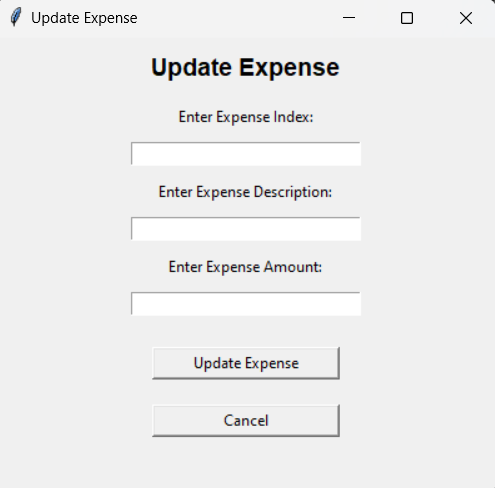 Update Expense
Update Expense
Enter Expense Index:
Enter Expense Description:
Enter Expense Amount:
Update Expense
Cancel